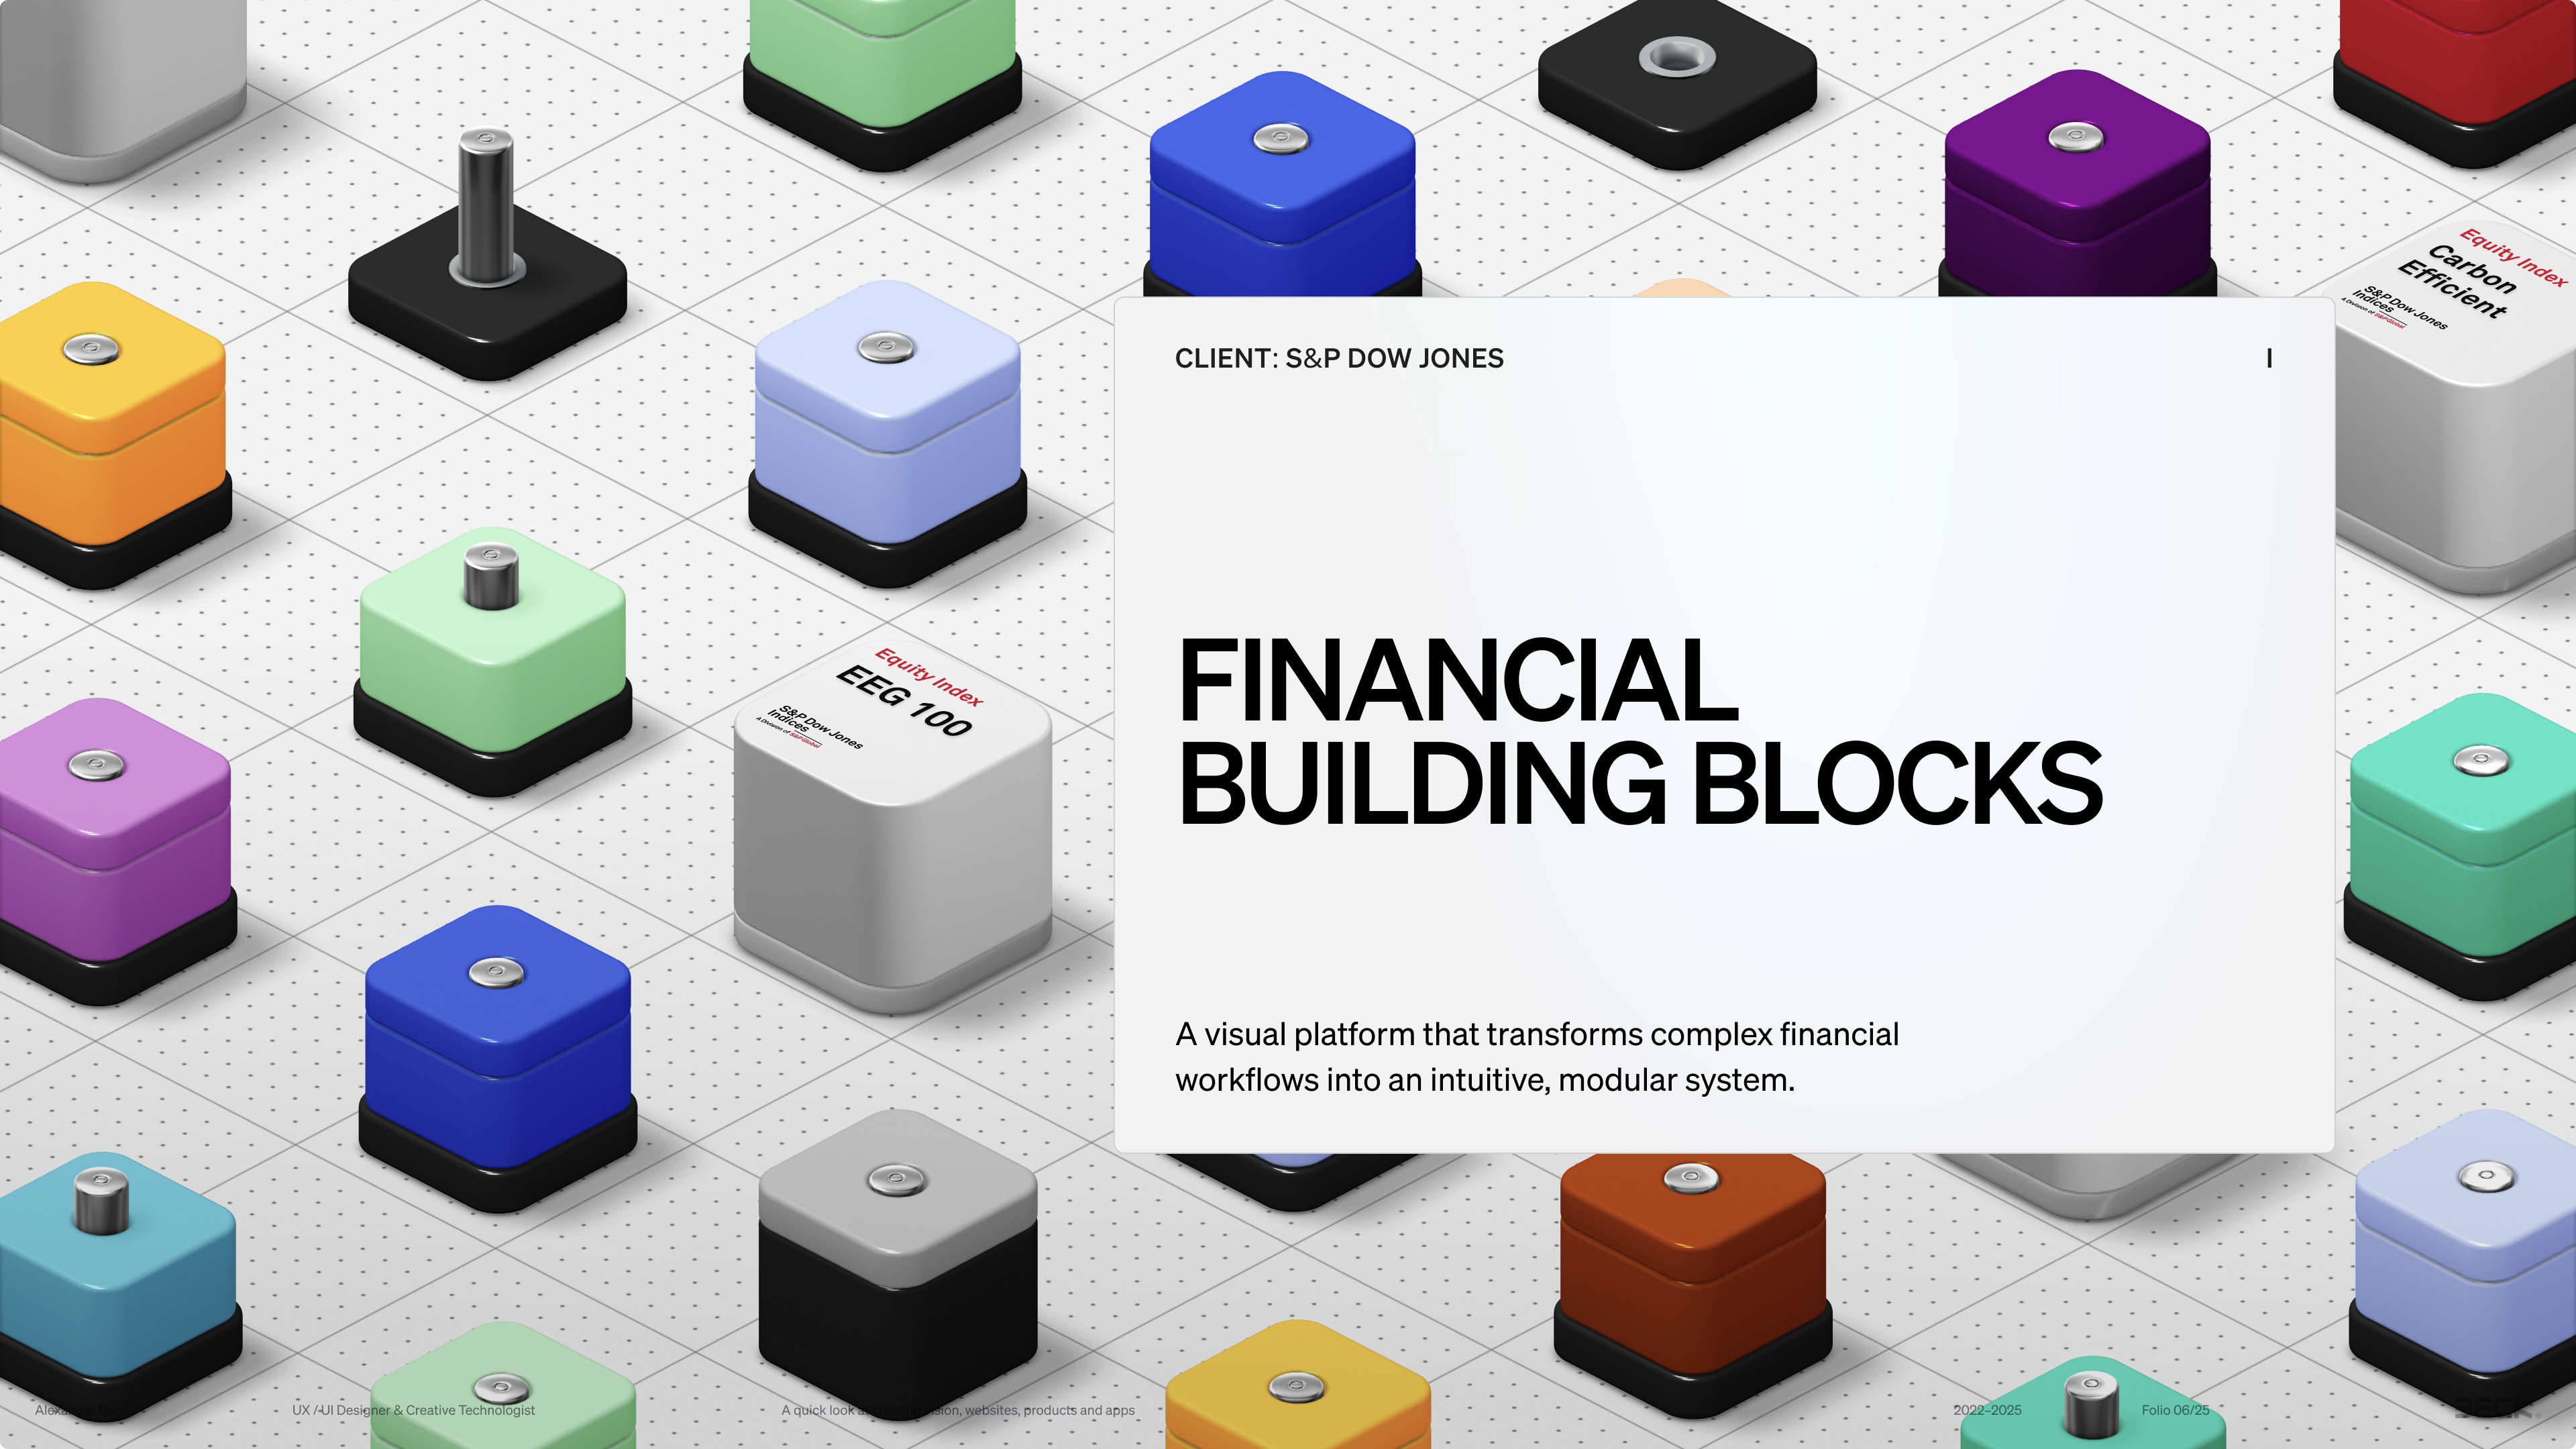 Equity Index
Carbon
Efficient
S&P Dow Jones
Indices
A Division of S&P Global
CLIENT: S&P DOW JONES
I
FINANCIAL
BUILDING BLOCKS
Equity Index
EEG 100
S&P Dow Jones
Indices
A Division of S&P Global
A visual platform that transforms complex financial
workflows into an intuitive, modular system.
Alexander Beck
UX / UI Designer & Creative Technologist
A quick look at creating vision, websites, products and apps
2022–2025
Folio 06/25
BECK